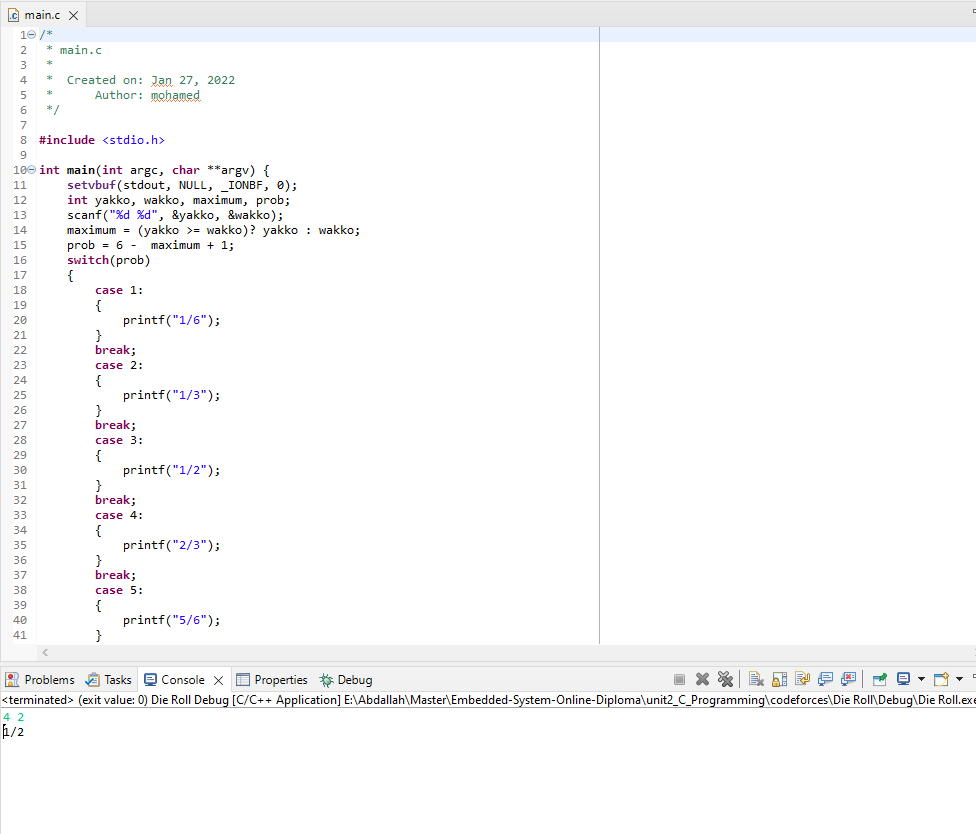 main.c
1 /*
2  * main.c
3  *
4  *  Created on: Jan 27, 2022
5  *      Author: mohamed
6  */
7
8 #include <stdio.h>
9
10 int main(int argc, char **argv) {
11     setvbuf(stdout, NULL, _IONBF, 0);
12     int yakko, wakko, maximum, prob;
13     scanf("%d %d", &yakko, &wakko);
14     maximum = (yakko >= wakko)? yakko : wakko;
15     prob = 6 -  maximum + 1;
16     switch(prob)
17     {
18         case 1:
19         {
20             printf("1/6");
21         }
22         break;
23         case 2:
24         {
25             printf("1/3");
26         }
27         break;
28         case 3:
29         {
30             printf("1/2");
31         }
32         break;
33         case 4:
34         {
35             printf("2/3");
36         }
37         break;
38         case 5:
39         {
40             printf("5/6");
41         }
Problems Tasks Console Properties Debug
<terminated> (exit value: 0) Die Roll Debug [C/C++ Application] E:\Abdallah\Master\Embedded-System-Online-Diploma\unit2_C_Programming\codeforces\Die Roll\Debug\Die Roll.exe
4 2
1/2